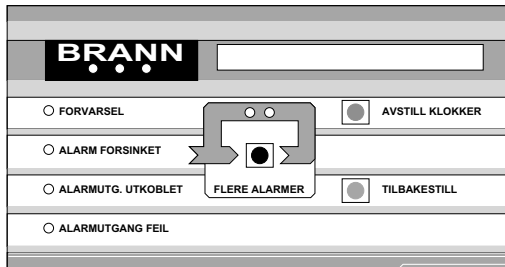 BRANN
FORVARSEL
AVSTILL KLOKKER
ALARM FORSINKET
ALARMUTG. UTKOBLET
FLERE ALARMER
TILBAKESTILL
ALARMUTGANG FEIL